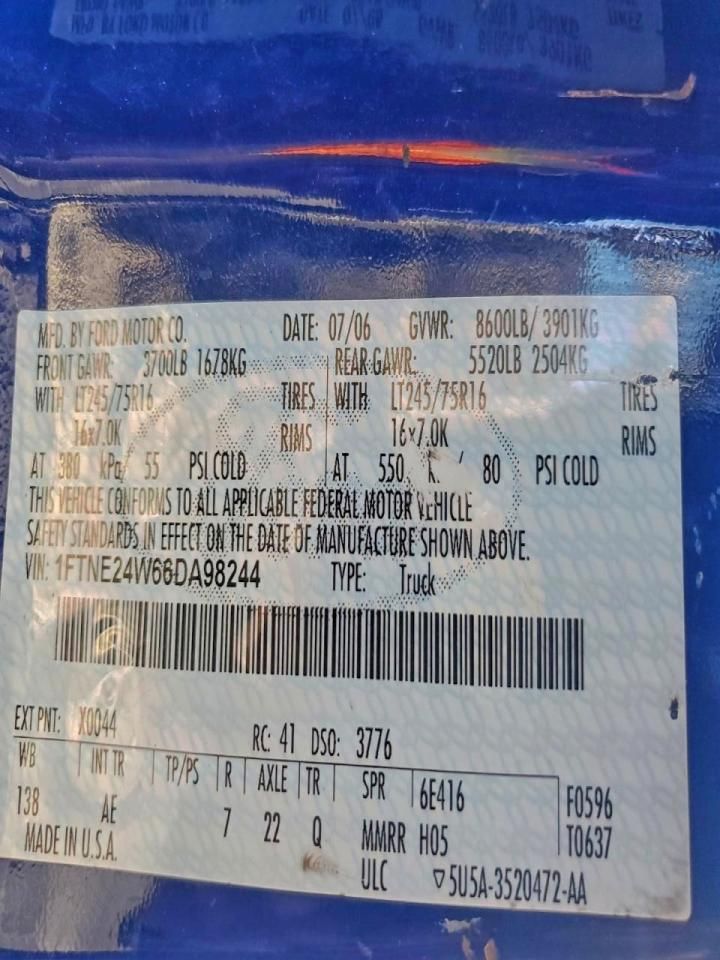 MFD. BY FORD MOTOR CO. DATE: 07/06 GVWR: 8600LB/ 3901KG
FRONT GAWR: 3700LB 1678KG REAR GAWR: 5520LB 2504KG
WITH LT245/75R16 TIRES WITH LT245/75R16 TIRES
16x7.0K RIMS 16x7.0K RIMS
AT 380 kPa/ 55 PSI COLD AT 550 k / 80 PSI COLD
THIS VEHICLE CONFORMS TO ALL APPLICABLE FEDERAL MOTOR VEHICLE
SAFETY STANDARDS IN EFFECT ON THE DATE OF MANUFACTURE SHOWN ABOVE.
VIN: 1FTNE24W66DA98244 TYPE: Truck
EXT PNT: X0044 RC: 41 DSO: 3776
WB INT TR TP/PS R AXLE TR SPR 6E416 F0596
138 AE 7 22 Q MMRR H05 T0637
MADE IN U.S.A. ULC ▽5U5A-3520472-AA